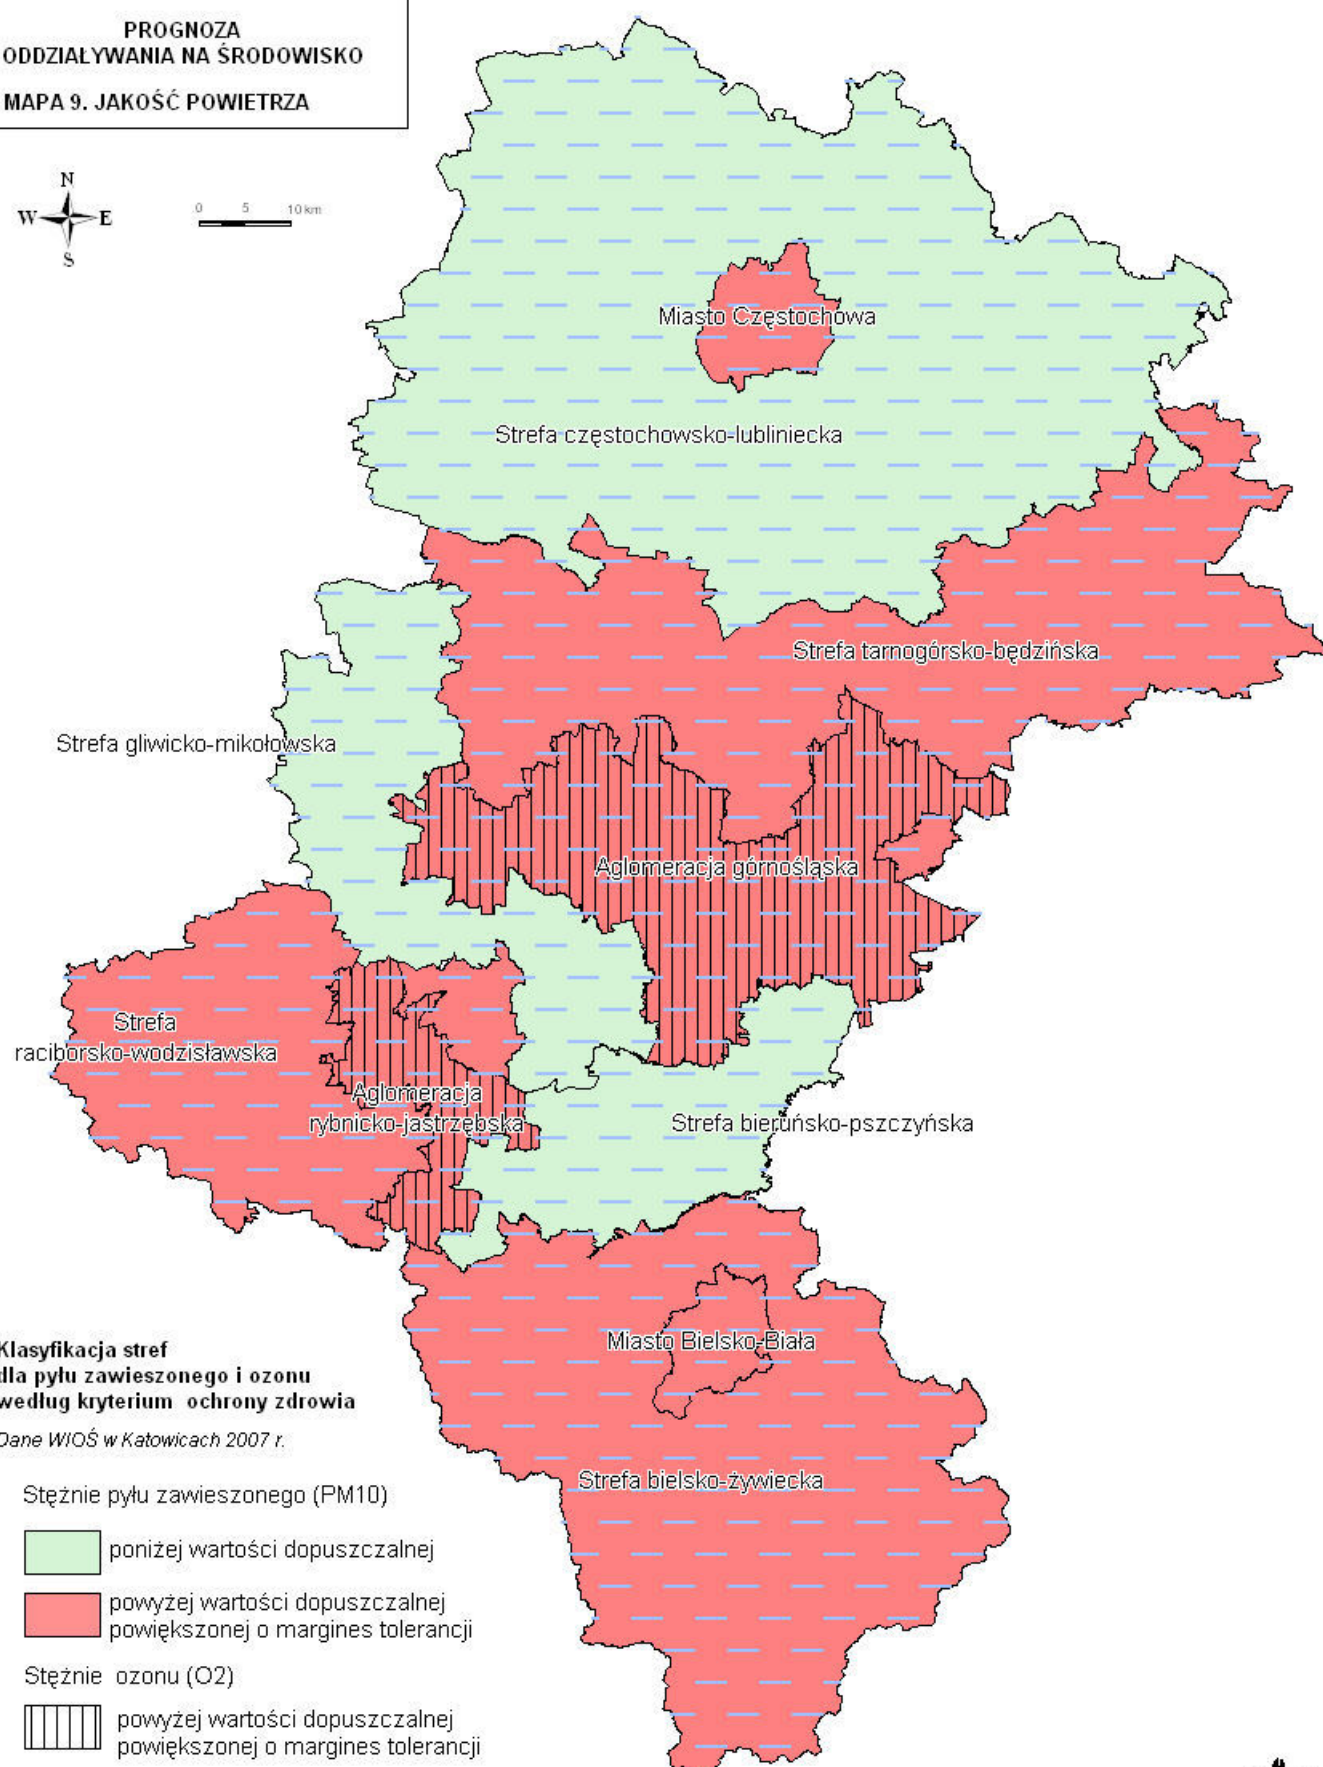 PROGNOZA
ODDZIAŁYWANIA NA ŚRODOWISKO
MAPA 9. JAKOŚĆ POWIETRZA
N
W E
S
0 5 10 km
Miasto Częstochowa
Strefa częstochowsko-lubliniecka
Strefa tarnogórsko-będzińska
Strefa gliwicko-mikołowska
Aglomeracja górnośląska
Strefa
raciborsko-wodzisławska
Aglomeracja
rybnicko-jastrzębska
Strefa bieruńsko-pszczyńska
Miasto Bielsko-Biała
Strefa bielsko-żywiecka
Klasyfikacja stref
dla pyłu zawieszonego i ozonu
według kryterium ochrony zdrowia
Dane WIOŚ w Katowicach 2007 r.
Stężnie pyłu zawieszonego (PM10)
poniżej wartości dopuszczalnej
powyżej wartości dopuszczalnej
powiększonej o margines tolerancji
Stężnie ozonu (O2)
powyżej wartości dopuszczalnej
powiększonej o margines tolerancji